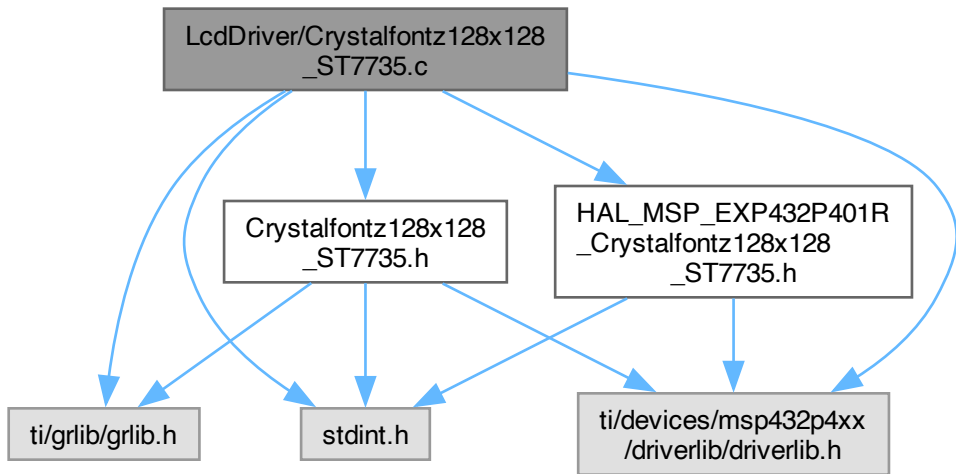 LcdDriver/Crystalfontz128x128
_ST7735.c
Crystalfontz128x128
_ST7735.h
HAL_MSP_EXP432P401R
_Crystalfontz128x128
_ST7735.h
ti/grlib/grlib.h
stdint.h
ti/devices/msp432p4xx
/driverlib/driverlib.h